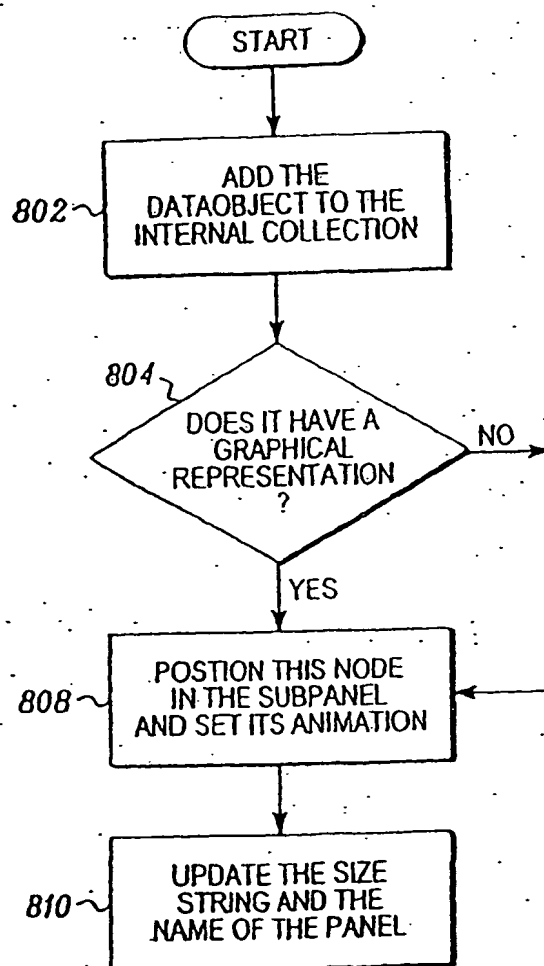 START
802
ADD THE
DATAOBJECT TO THE
INTERNAL COLLECTION
804
DOES IT HAVE A
GRAPHICAL
REPRESENTATION
?
NO
YES
808
POSTION THIS NODE
IN THE SUBPANEL
AND SET ITS ANIMATION
810
UPDATE THE SIZE
STRING AND THE
NAME OF THE PANEL